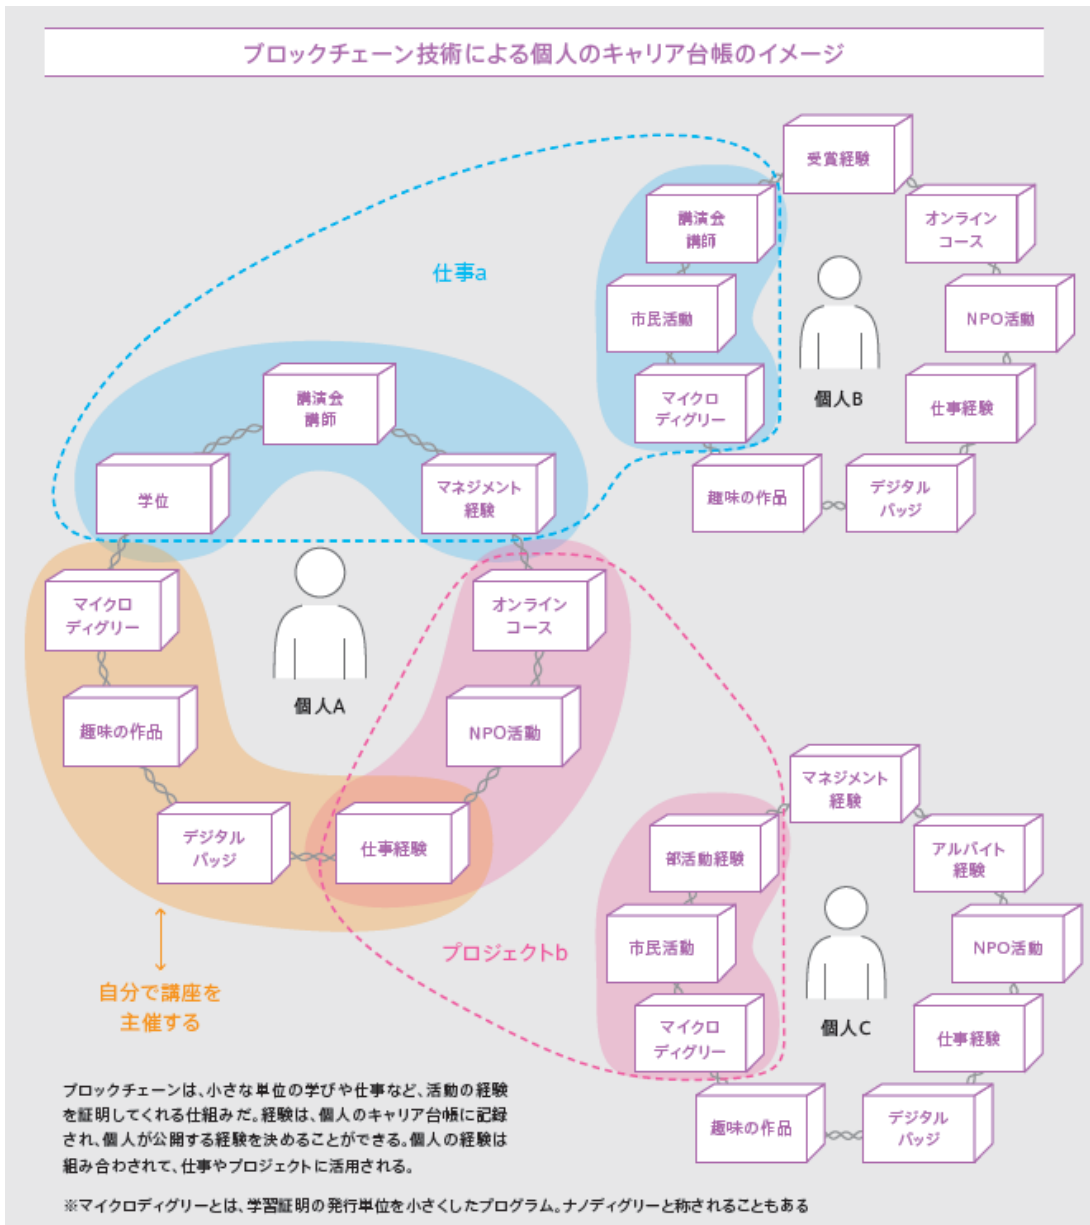 ブロックチェーン技術による個人のキャリア台帳のイメージ
受賞経験
講演会
講師
オンライン
コース
仕事a
市民活動
NPO活動
マイクロ
ディグリー
個人B
仕事経験
趣味の作品
デジタル
バッジ
講演会
講師
学位
マネジメント
経験
マイクロ
ディグリー
オンライン
コース
個人A
趣味の作品
NPO活動
デジタル
バッジ
仕事経験
自分で講座を
主催する
プロジェクトb
マネジメント
経験
部活動経験
アルバイト
経験
市民活動
NPO活動
マイクロ
ディグリー
個人C
仕事経験
趣味の作品
デジタル
バッジ
ブロックチェーンは、小さな単位の学びや仕事など、活動の経験
を証明してくれる仕組みだ。経験は、個人のキャリア台帳に記録
され、個人が公開する経験を決めることができる。個人の経験は
組み合わされて、仕事やプロジェクトに活用される。
※マイクロディグリーとは、学習証明の発行単位を小さくしたプログラム。ナノディグリーと称されることもある